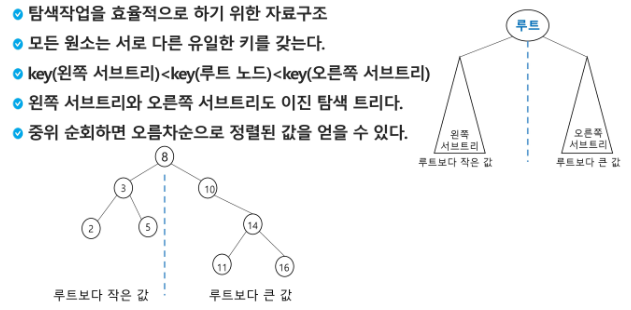 탐색작업을 효율적으로 하기 위한 자료구조
모든 원소는 서로 다른 유일한 키를 갖는다.
key(왼쪽 서브트리)<key(루트 노드)<key(오른쪽 서브트리)
왼쪽 서브트리와 오른쪽 서브트리도 이진 탐색 트리다.
중위 순회하면 오름차순으로 정렬된 값을 얻을 수 있다.
루트
왼쪽
서브트리
오른쪽
서브트리
루트보다 작은 값
루트보다 큰 값
8
3
10
2
5
14
11
16
루트보다 작은 값
루트보다 큰 값